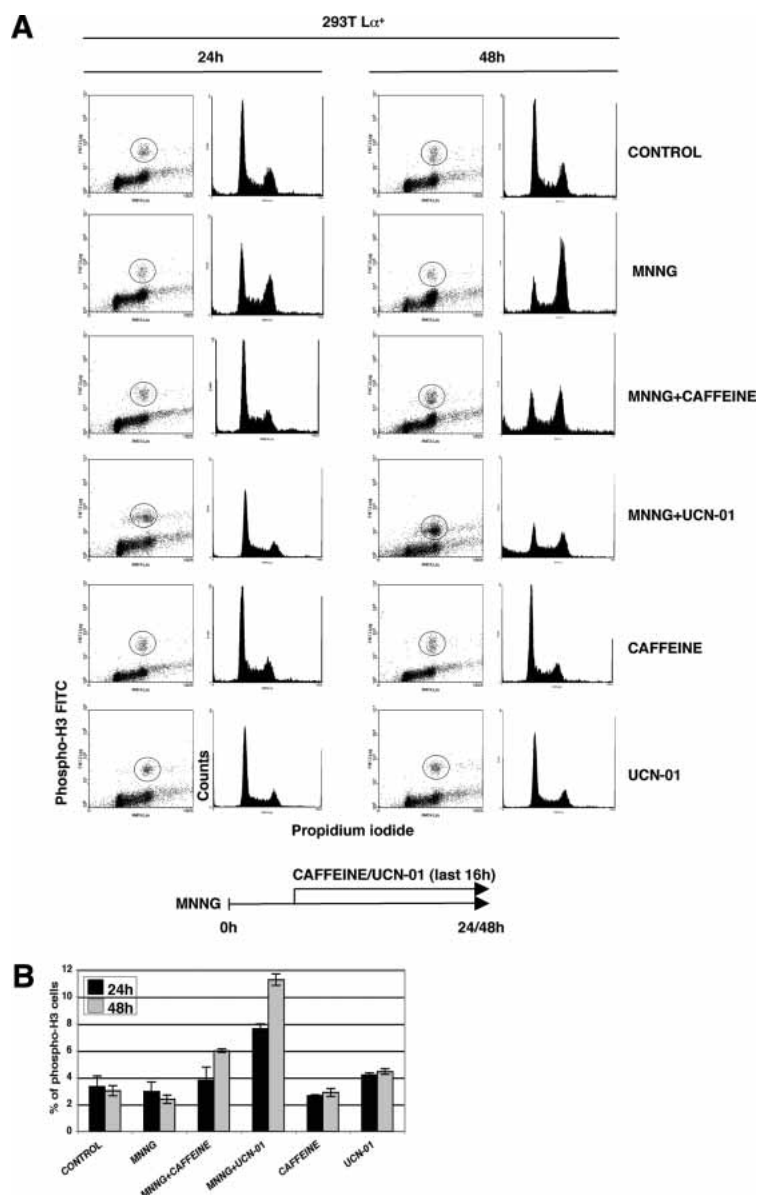 A
293T Lα+
24h 48h
CONTROL
MNNG
MNNG+CAFFEINE
MNNG+UCN-01
CAFFEINE
UCN-01
Phospho-H3 FITC
Counts
Propidium iodide
CAFFEINE/UCN-01 (last 16h)
MNNG
0h 24/48h
B
% of phospho-H3 cells
12
10
8
6
4
2
0
24h
48h
CONTROL
MNNG
MNNG+CAFFEINE
MNNG+UCN-01
CAFFEINE
UCN-01